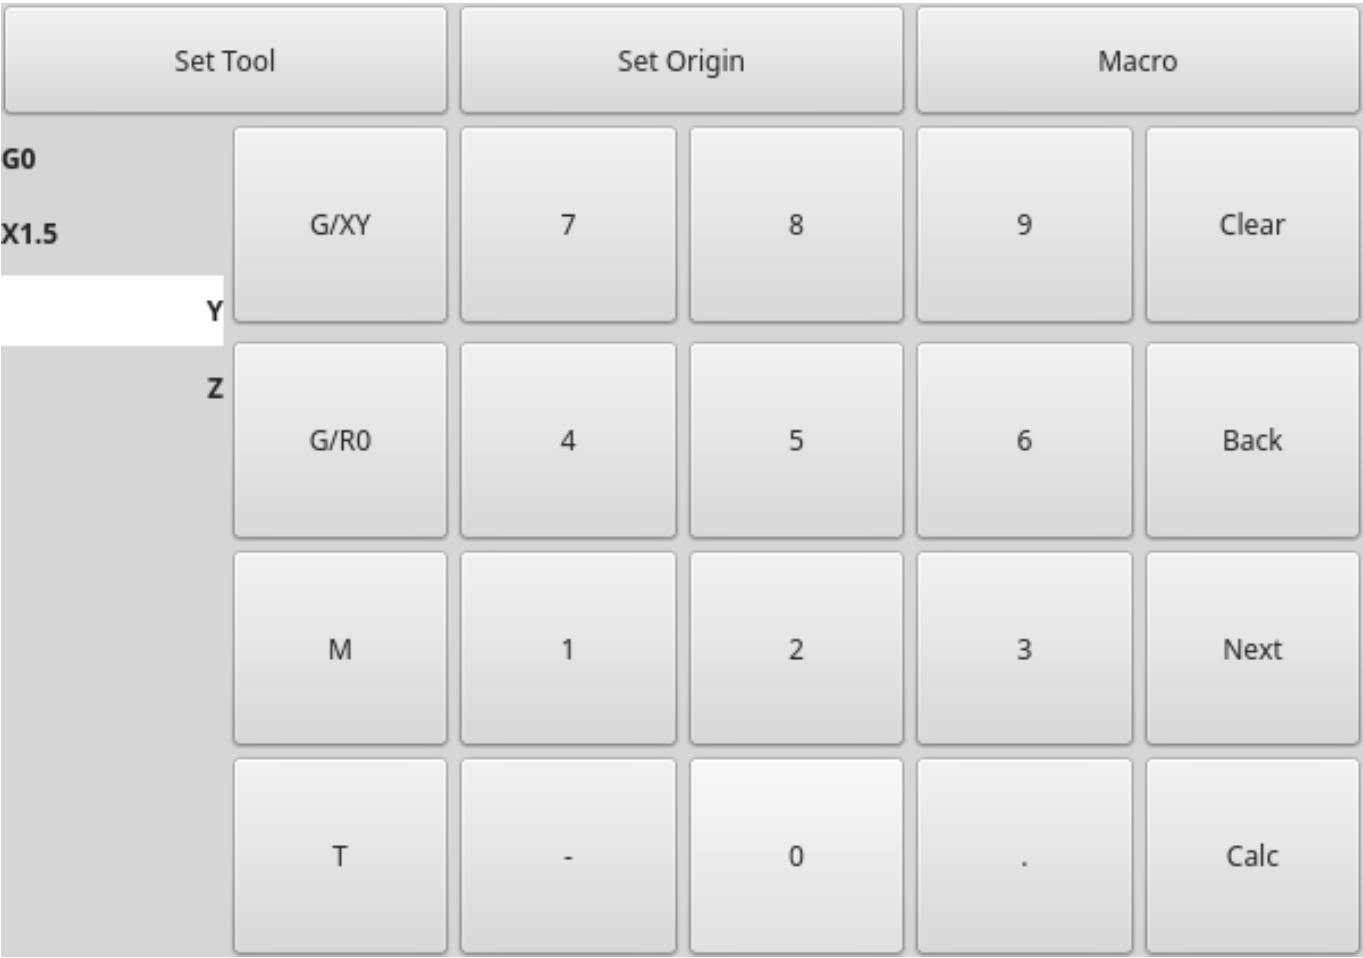 Set Tool Set Origin Macro
G0
X1.5
Y
Z
G/XY 7 8 9 Clear
G/R0 4 5 6 Back
M 1 2 3 Next
T - 0 . Calc